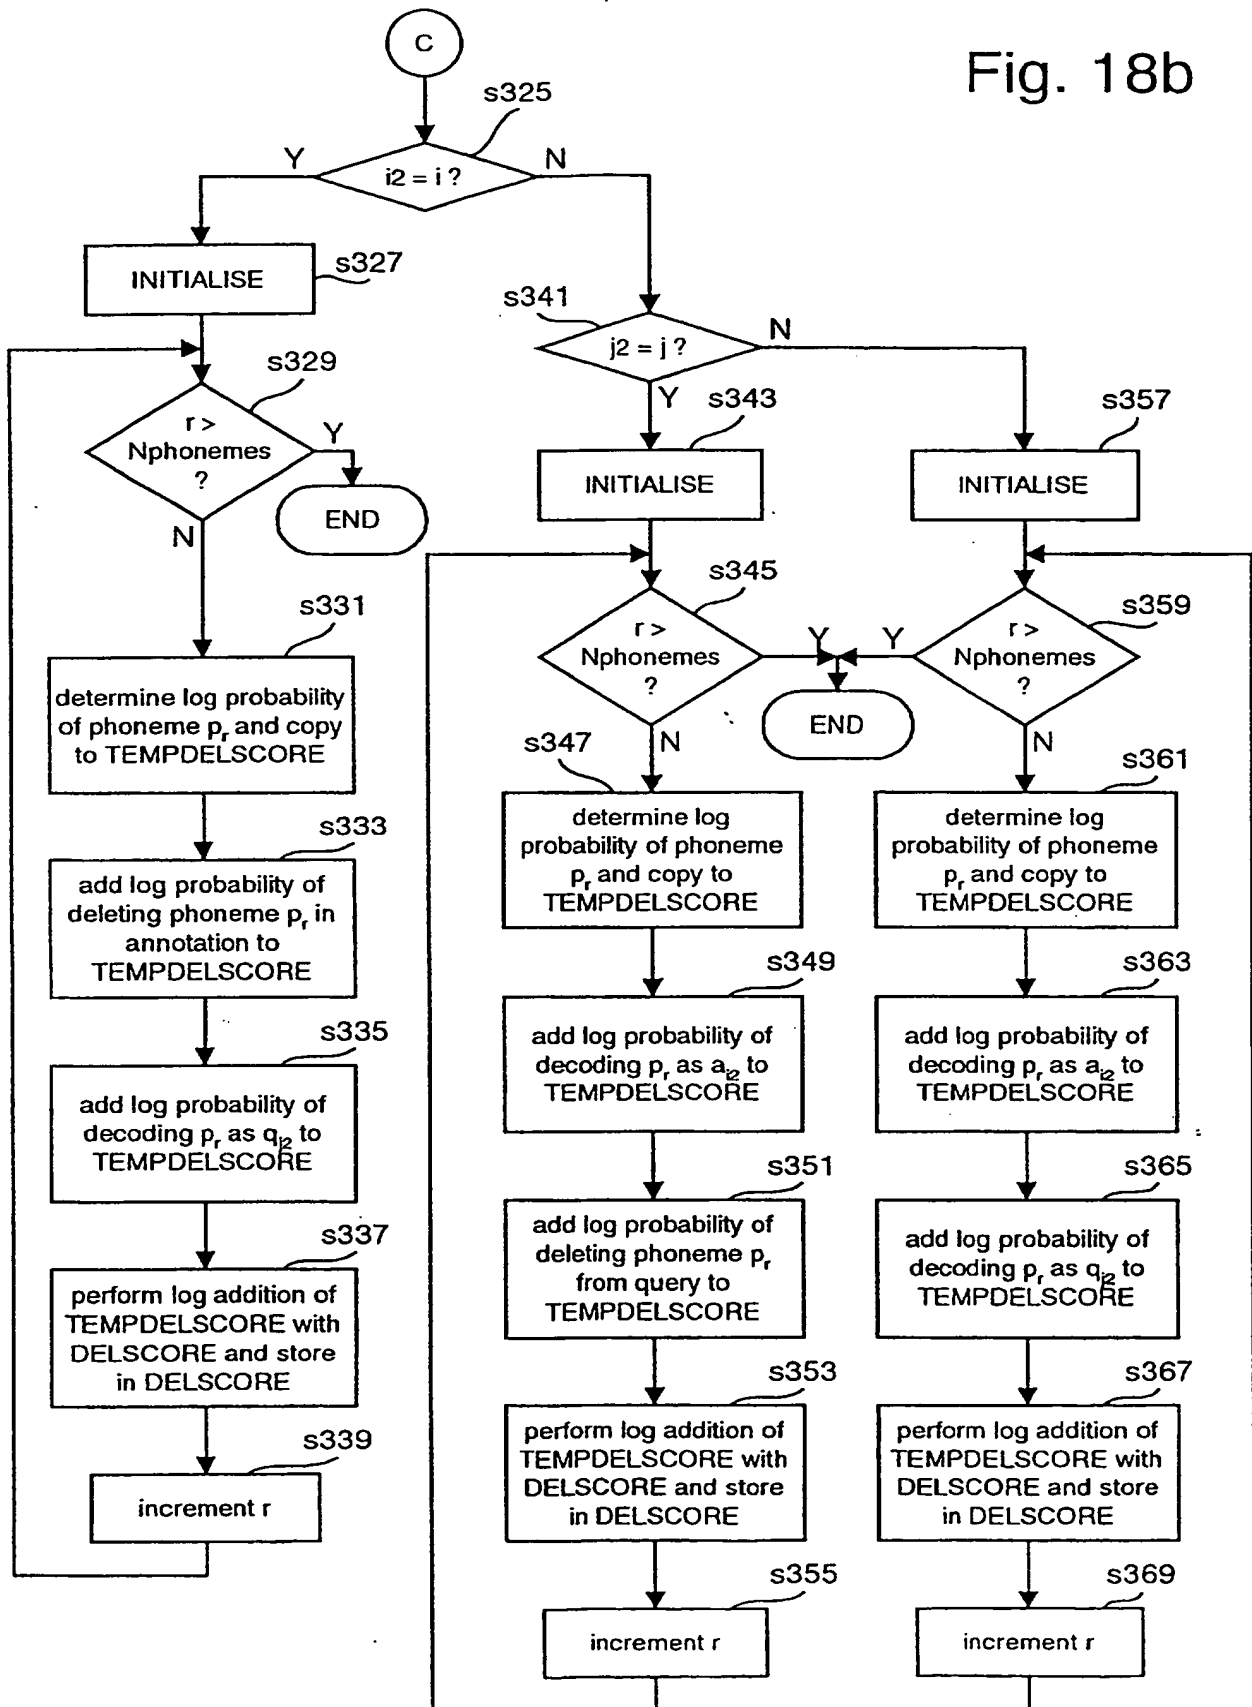 Fig. 18b
C
s325
Y
N
i2 = i ?
INITIALISE
s327
s341
j2 = j ?
N
Y
s329
r >
Nphonemes
?
Y
END
N
s343
INITIALISE
s357
INITIALISE
s331
determine log probability
of phoneme pr and copy
to TEMPDELSCORE
s333
add log probability of
deleting phoneme pr in
annotation to
TEMPDELSCORE
s335
add log probability of
decoding pr as qj2 to
TEMPDELSCORE
s337
perform log addition of
TEMPDELSCORE with
DELSCORE and store
in DELSCORE
s339
increment r
s345
r >
Nphonemes
?
Y
N
END
s347
determine log
probability of phoneme
pr and copy to
TEMPDELSCORE
s349
add log probability of
decoding pr as ai2 to
TEMPDELSCORE
s351
add log probability of
deleting phoneme pr
from query to
TEMPDELSCORE
s353
perform log addition of
TEMPDELSCORE with
DELSCORE and store
in DELSCORE
s355
increment r
s359
Y
r >
Nphonemes
?
N
s361
determine log
probability of phoneme
pr and copy to
TEMPDELSCORE
s363
add log probability of
decoding pr as ai2 to
TEMPDELSCORE
s365
add log probability of
decoding pr as qj2 to
TEMPDELSCORE
s367
perform log addition of
TEMPDELSCORE with
DELSCORE and store
in DELSCORE
s369
increment r